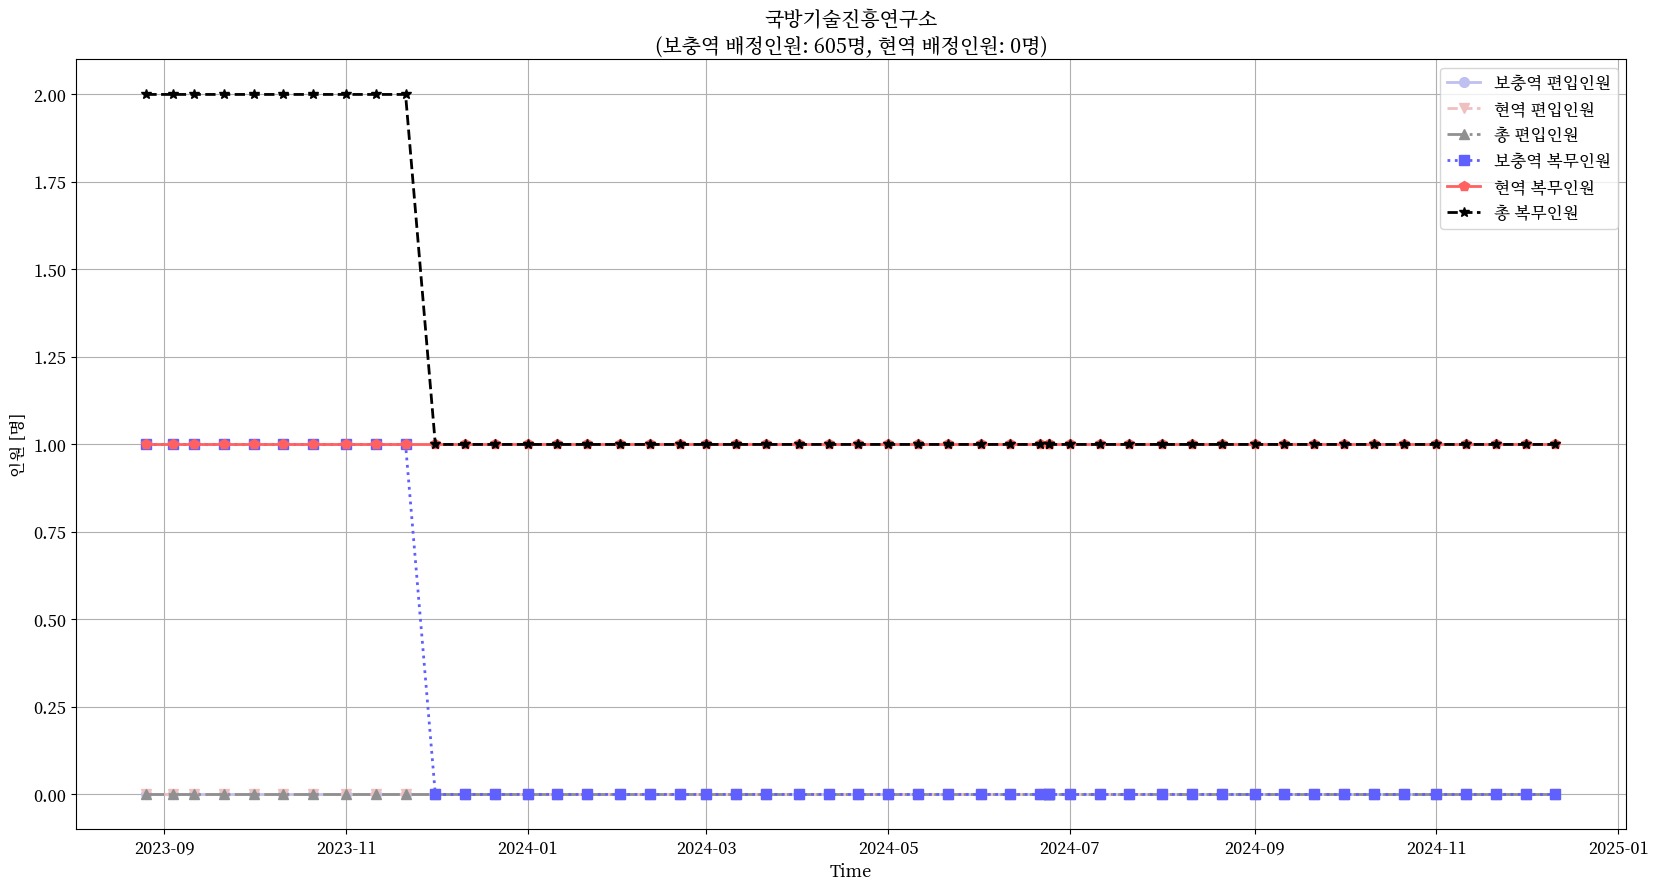 국방기술진흥연구소
(보충역 배정인원: 605명, 현역 배정인원: 0명)
보충역 편입인원
현역 편입인원
총 편입인원
보충역 복무인원
현역 복무인원
총 복무인원
인원 [명]
2.00
1.75
1.50
1.25
1.00
0.75
0.50
0.25
0.00
2023-09
2023-11
2024-01
2024-03
2024-05
2024-07
2024-09
2024-11
2025-01
Time